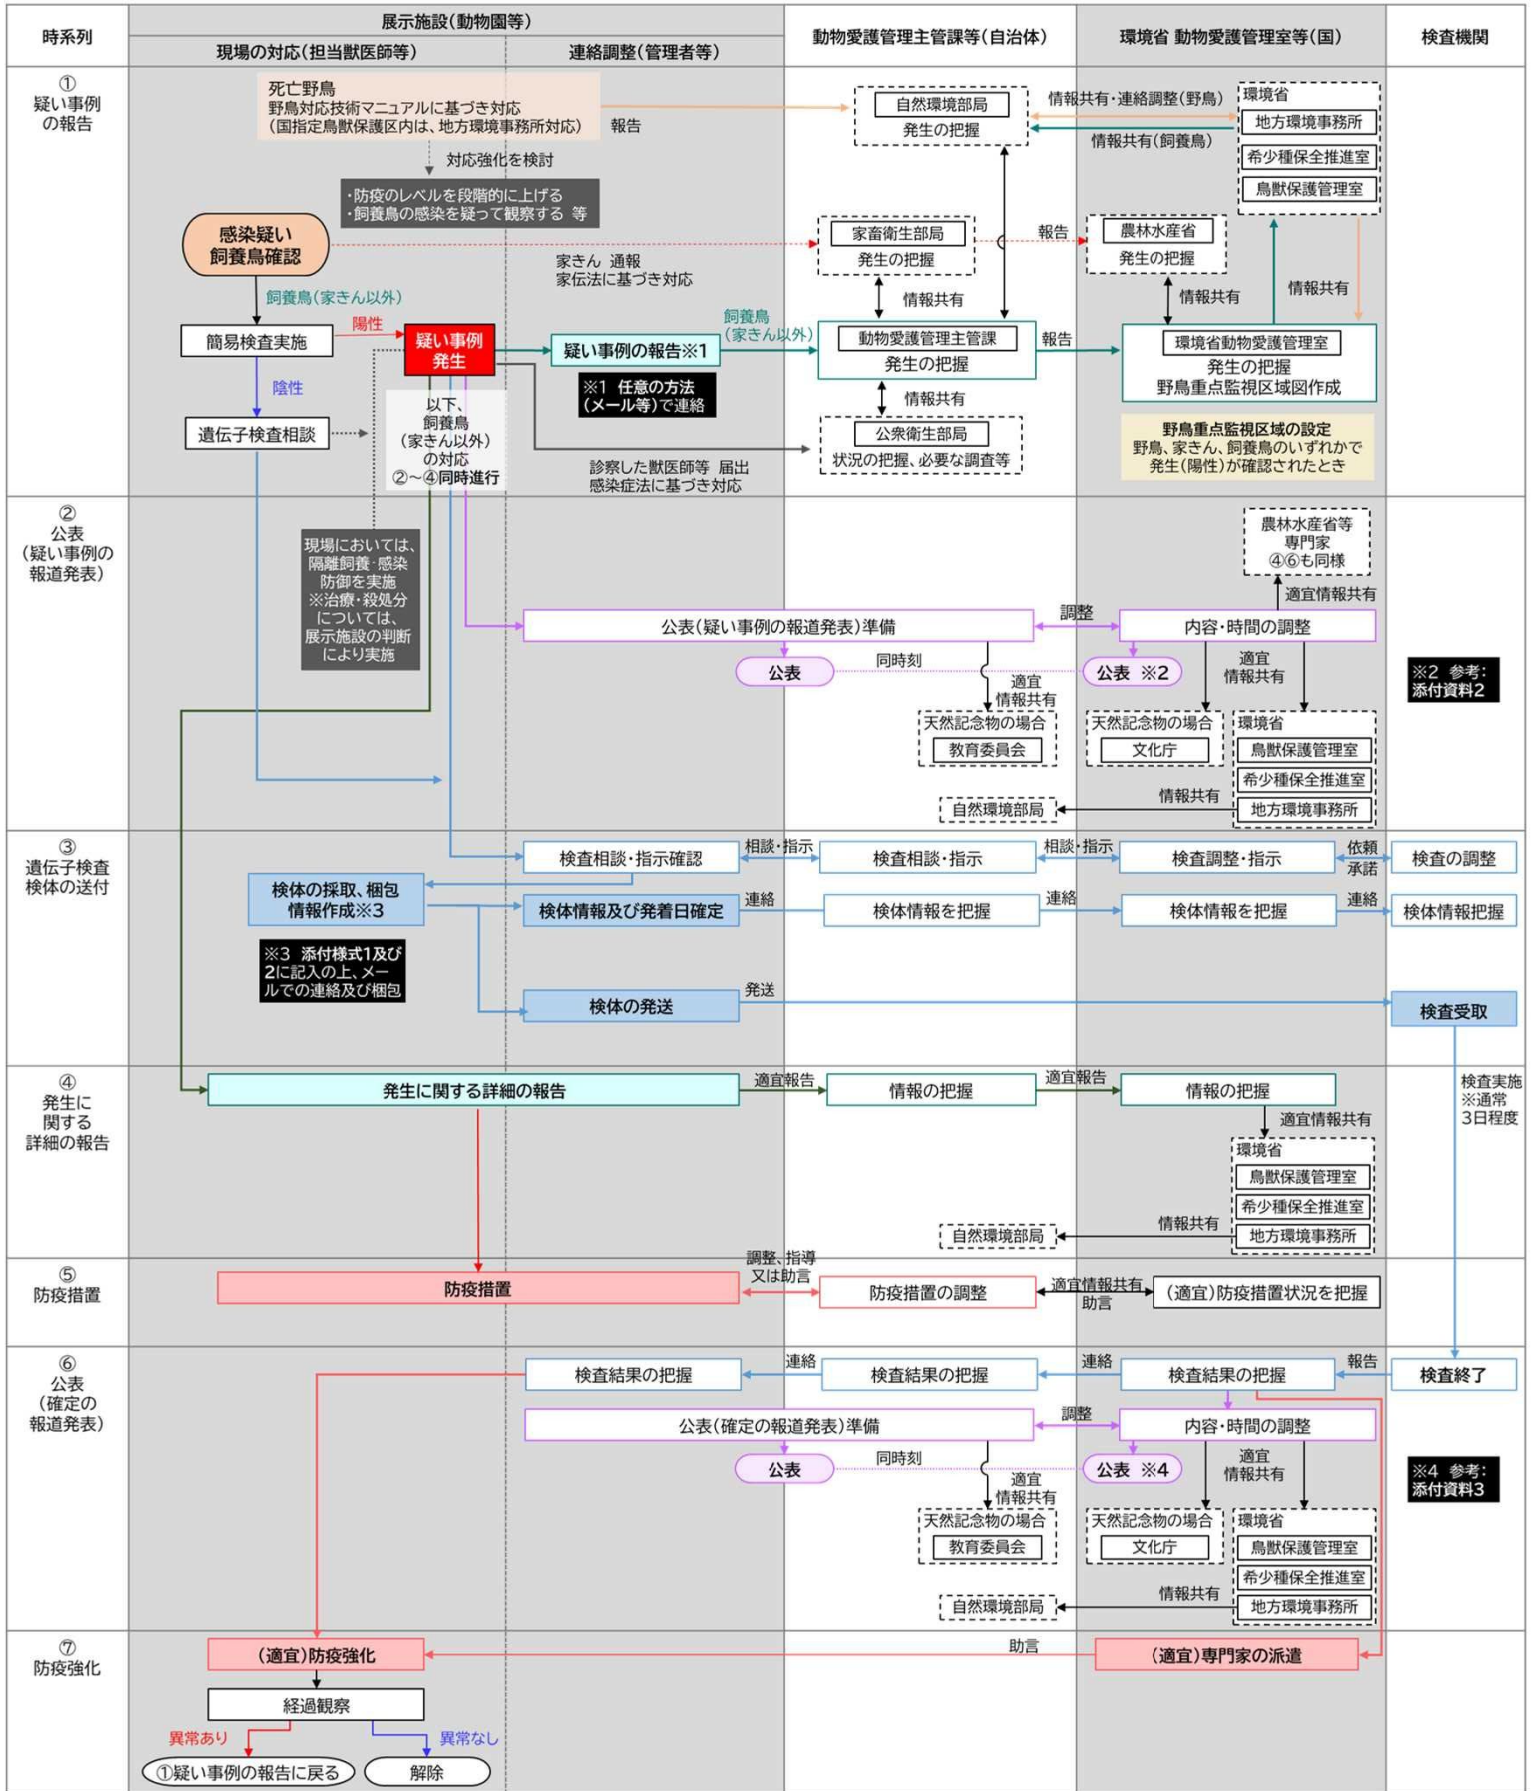 時系列
展示施設(動物園等)
現場の対応(担当獣医師等)
連絡調整(管理者等)
動物愛護管理主管課等(自治体)
環境省 動物愛護管理室等(国)
検査機関
①
疑い事例
の報告
死亡野鳥
野鳥対応技術マニュアルに基づき対応
(国指定鳥獣保護区内は、地方環境事務所対応)
報告
対応強化を検討
・防疫のレベルを段階的に上げる
・飼養鳥の感染を疑って観察する 等
自然環境部局
発生の把握
情報共有・連絡調整(野鳥)
情報共有(飼養鳥)
環境省
地方環境事務所
希少種保全推進室
鳥獣保護管理室
感染疑い
飼養鳥確認
家きん 通報
家伝法に基づき対応
家畜衛生部局
発生の把握
報告
農林水産省
発生の把握
飼養鳥(家きん以外)
情報共有
情報共有
情報共有
簡易検査実施
陽性
疑い事例
発生
疑い事例の報告※1
飼養鳥
(家きん以外)
動物愛護管理主管課
発生の把握
報告
環境省動物愛護管理室
発生の把握
野鳥重点監視区域図作成
陰性
※1 任意の方法
(メール等)で連絡
情報共有
遺伝子検査相談
以下、
飼養鳥
(家きん以外)
の対応
②~④同時進行
公衆衛生部局
状況の把握、必要な調査等
診察した獣医師等 届出
感染症法に基づき対応
野鳥重点監視区域の設定
野鳥、家きん、飼養鳥のいずれかで
発生(陽性)が確認されたとき
②
公表
(疑い事例の
報道発表)
現場においては、
隔離飼養・感染
防御を実施
※治療・殺処分
については、
展示施設の判断
により実施
農林水産省等
専門家
④⑥も同様
適宜情報共有
公表(疑い事例の報道発表)準備
調整
内容・時間の調整
公表
同時刻
公表 ※2
適宜
情報共有
適宜
情報共有
※2 参考:
添付資料2
天然記念物の場合
教育委員会
天然記念物の場合
文化庁
環境省
鳥獣保護管理室
希少種保全推進室
地方環境事務所
情報共有
自然環境部局
③
遺伝子検査
検体の送付
検査相談・指示確認
相談・指示
検査相談・指示
相談・指示
検査調整・指示
依頼
承諾
検査の調整
検体の採取、梱包
情報作成※3
検体情報及び発着日確定
連絡
検体情報を把握
連絡
検体情報を把握
連絡
検体情報把握
※3 添付様式1及び
2に記入の上、メー
ルでの連絡及び梱包
検体の発送
発送
検査受取
④
発生に
関する
詳細の報告
発生に関する詳細の報告
適宜報告
情報の把握
適宜報告
情報の把握
検査実施
※通常
3日程度
適宜情報共有
環境省
鳥獣保護管理室
希少種保全推進室
地方環境事務所
情報共有
自然環境部局
⑤
防疫措置
防疫措置
調整、指導
又は助言
防疫措置の調整
適宜情報共有
助言
(適宜)防疫措置状況を把握
⑥
公表
(確定の
報道発表)
検査結果の把握
連絡
検査結果の把握
連絡
検査結果の把握
報告
検査終了
公表(確定の報道発表)準備
調整
内容・時間の調整
公表
同時刻
公表 ※4
適宜
情報共有
適宜
情報共有
※4 参考:
添付資料3
天然記念物の場合
教育委員会
天然記念物の場合
文化庁
環境省
鳥獣保護管理室
希少種保全推進室
地方環境事務所
情報共有
自然環境部局
⑦
防疫強化
(適宜)防疫強化
助言
(適宜)専門家の派遣
経過観察
異常あり
異常なし
①疑い事例の報告に戻る
解除